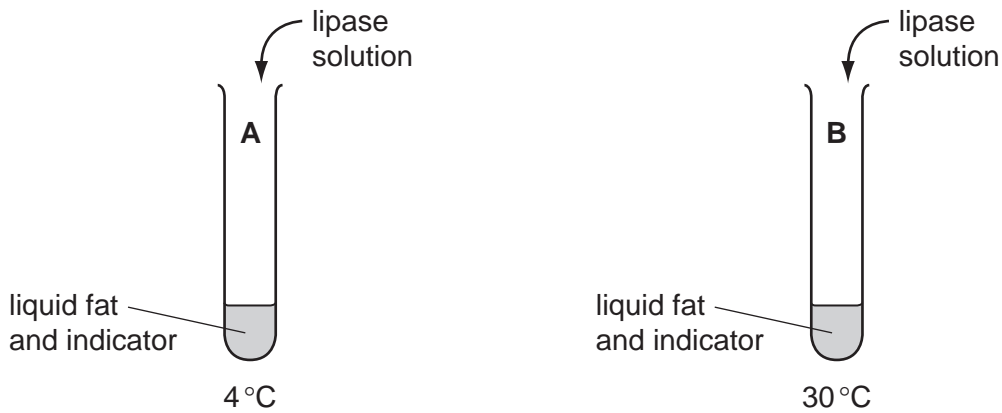 lipase
solution
A
liquid fat
and indicator
4 °C
lipase
solution
B
liquid fat
and indicator
30 °C